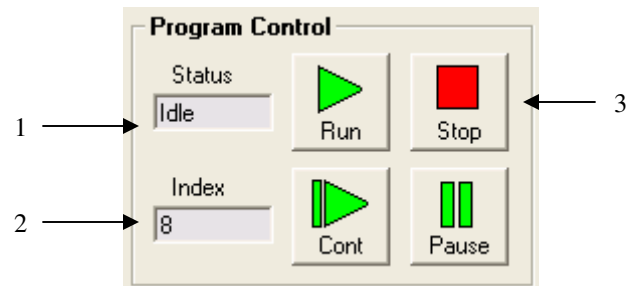 Program Control
Status
Idle
Run
Stop
1
3
Index
8
Cont
Pause
2